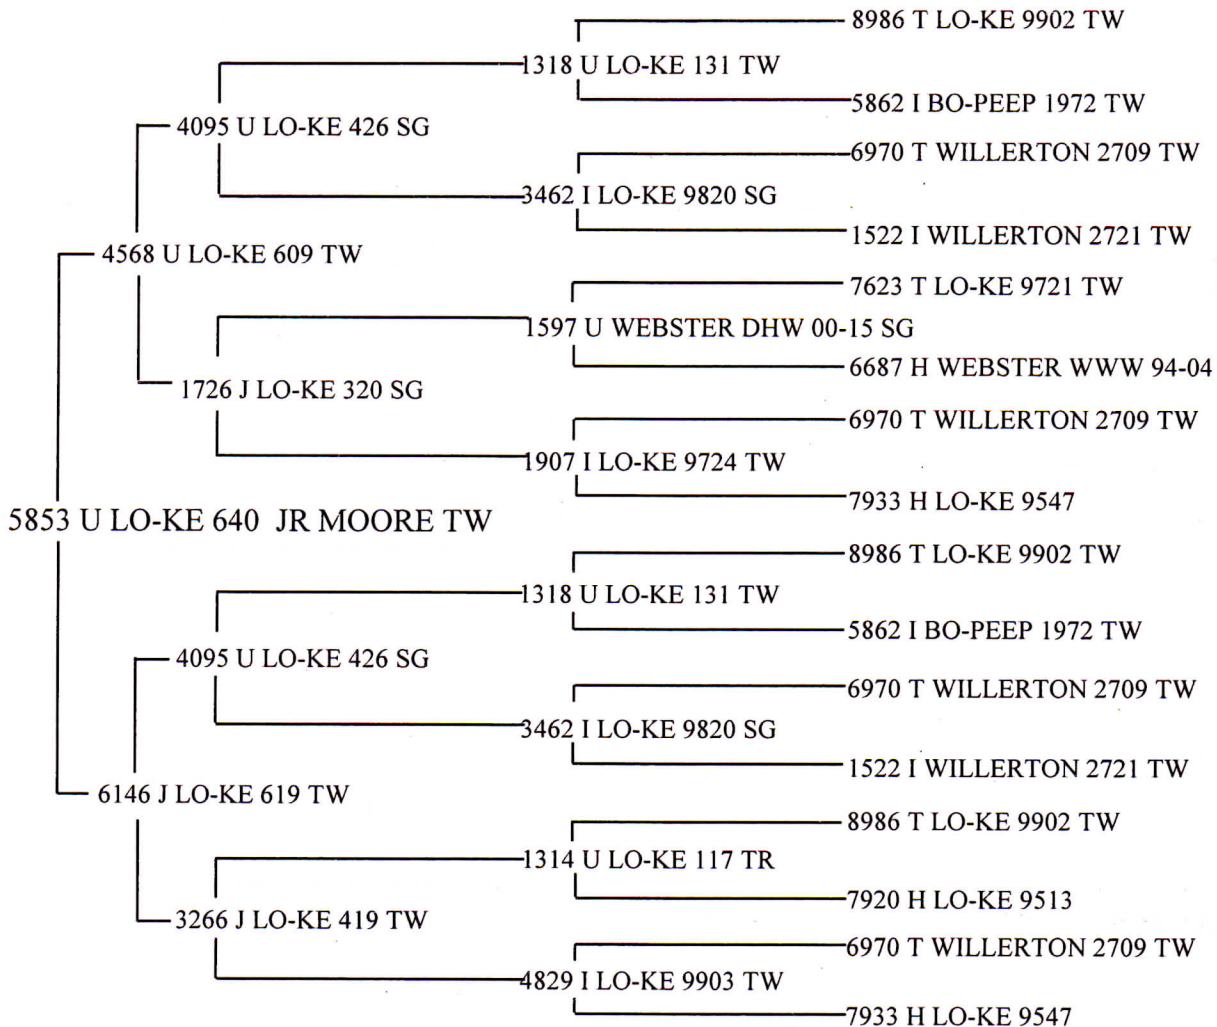 8986 T LO-KE 9902 TW
1318 U LO-KE 131 TW
5862 I BO-PEEP 1972 TW
4095 U LO-KE 426 SG
6970 T WILLERTON 2709 TW
3462 I LO-KE 9820 SG
1522 I WILLERTON 2721 TW
4568 U LO-KE 609 TW
7623 T LO-KE 9721 TW
1597 U WEBSTER DHW 00-15 SG
6687 H WEBSTER WWW 94-04
1726 J LO-KE 320 SG
6970 T WILLERTON 2709 TW
1907 I LO-KE 9724 TW
7933 H LO-KE 9547
5853 U LO-KE 640 JR MOORE TW
8986 T LO-KE 9902 TW
1318 U LO-KE 131 TW
5862 I BO-PEEP 1972 TW
4095 U LO-KE 426 SG
6970 T WILLERTON 2709 TW
3462 I LO-KE 9820 SG
1522 I WILLERTON 2721 TW
6146 J LO-KE 619 TW
8986 T LO-KE 9902 TW
1314 U LO-KE 117 TR
7920 H LO-KE 9513
3266 J LO-KE 419 TW
6970 T WILLERTON 2709 TW
4829 I LO-KE 9903 TW
7933 H LO-KE 9547